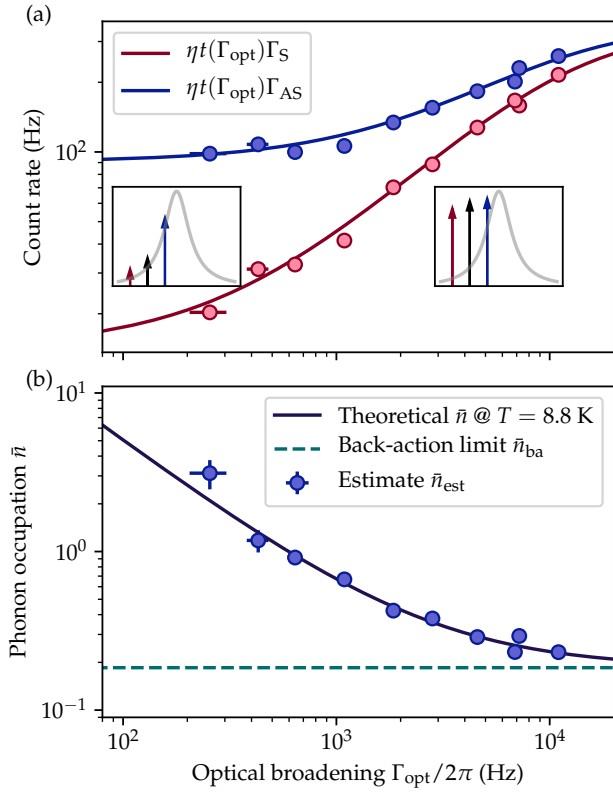 (a)
ηt(Γopt)ΓS
ηt(Γopt)ΓAS
10²
Count rate (Hz)
(b)
10¹
Theoretical n̄ @ T = 8.8 K
Back-action limit n̄ba
Estimate n̄est
10⁰
10⁻¹
Phonon occupation n̄
10² 10³ 10⁴
Optical broadening Γopt/2π (Hz)